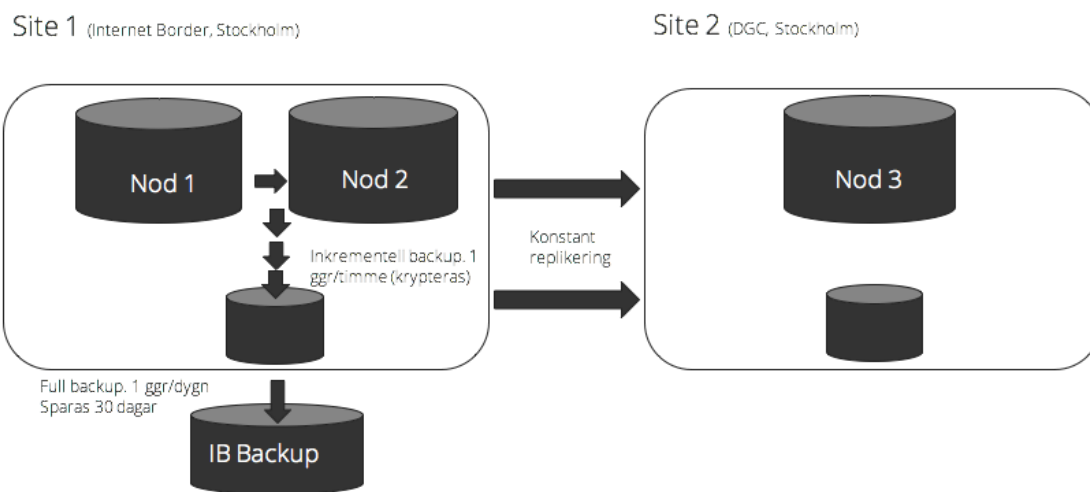 Site 1 (Internet Border, Stockholm)
Site 2 (DGC, Stockholm)
Nod 1
Nod 2
Nod 3
Inkrementell backup. 1
ggr/timme (krypteras)
Konstant
replikering
Full backup. 1 ggr/dygn
Sparas 30 dagar
IB Backup